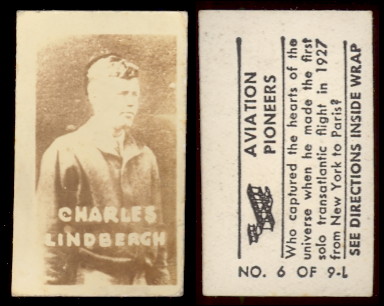 CHARLES
LINDBERGH
AVIATION
PIONEERS
Who captured the hearts of the
universe when he made the first
solo transatlantic flight in 1927
from New York to Paris?
SEE DIRECTIONS INSIDE WRAP
NO. 6 OF 9-L